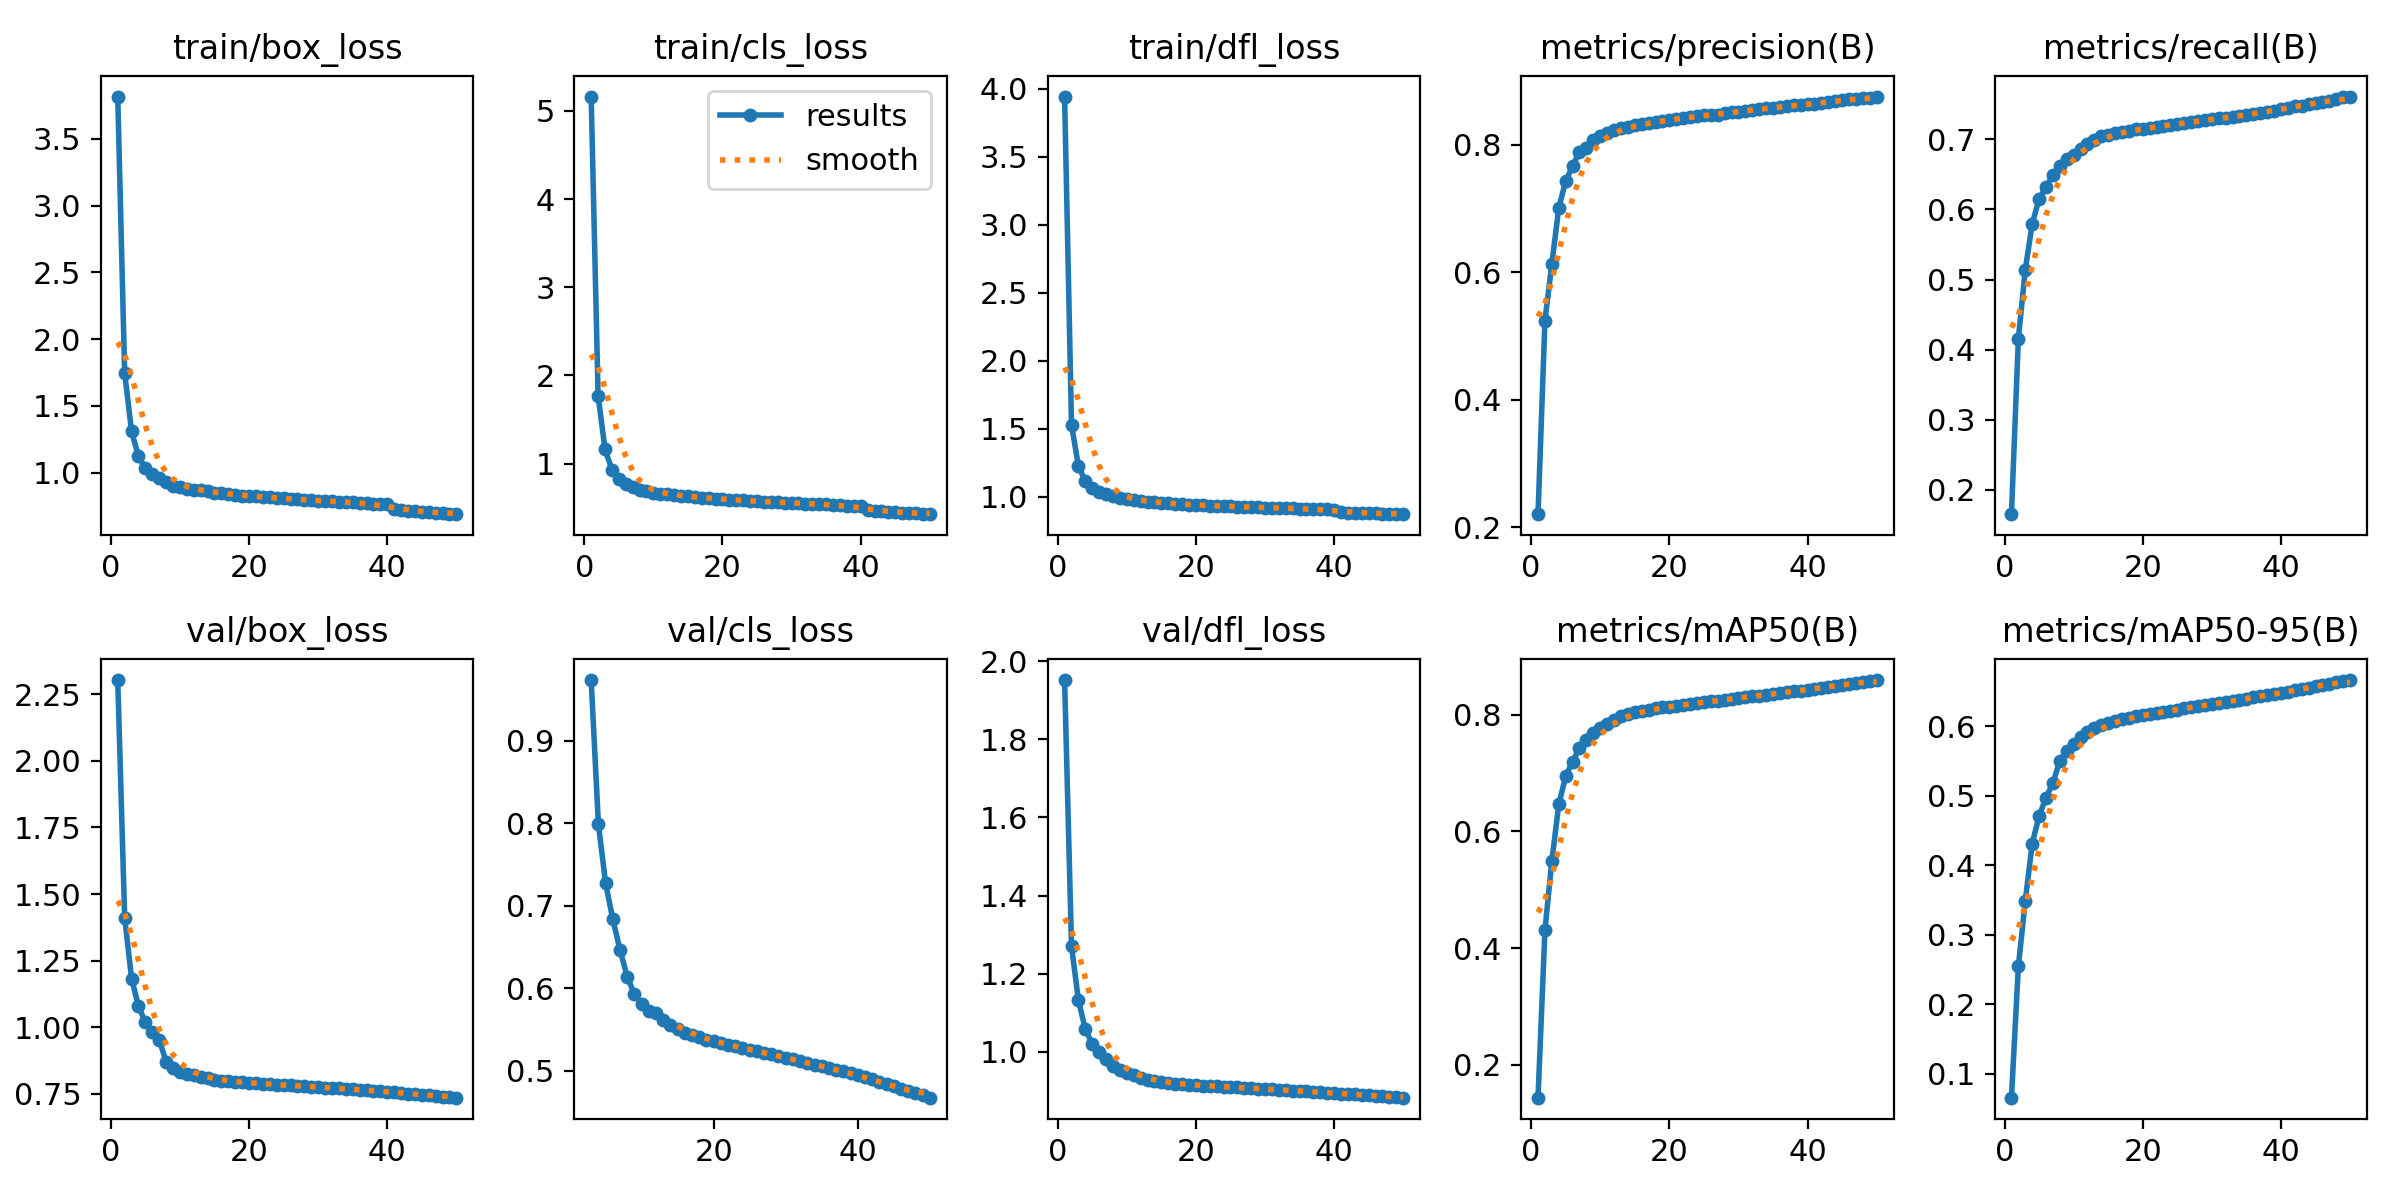 train/box_loss
3.5
3.0
2.5
2.0
1.5
1.0
0 20 40
train/cls_loss
results
smooth
5
4
3
2
1
0 20 40
train/dfl_loss
4.0
3.5
3.0
2.5
2.0
1.5
1.0
0 20 40
metrics/precision(B)
0.8
0.6
0.4
0.2
0 20 40
metrics/recall(B)
0.7
0.6
0.5
0.4
0.3
0.2
0 20 40
val/box_loss
2.25
2.00
1.75
1.50
1.25
1.00
0.75
0 20 40
val/cls_loss
0.9
0.8
0.7
0.6
0.5
20 40
val/dfl_loss
2.0
1.8
1.6
1.4
1.2
1.0
0 20 40
metrics/mAP50(B)
0.8
0.6
0.4
0.2
0 20 40
metrics/mAP50-95(B)
0.6
0.5
0.4
0.3
0.2
0.1
0 20 40